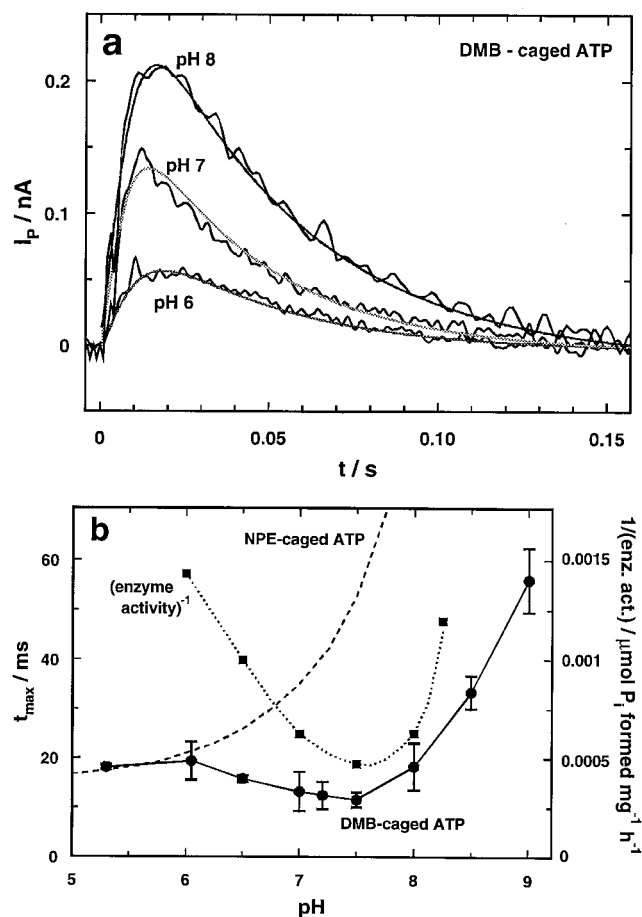 a
DMB - caged ATP
pH 8
pH 7
pH 6
0.2
0.1
0
I_P / nA
0
0.05
0.10
0.15
t / s
b
NPE-caged ATP
(enzyme
activity)^-1
DMB-caged ATP
60
40
20
0
t_max / ms
0.0015
0.001
0.0005
0
1/(enz. act.) / μmol P_i formed mg^-1 h^-1
5
6
7
8
9
pH